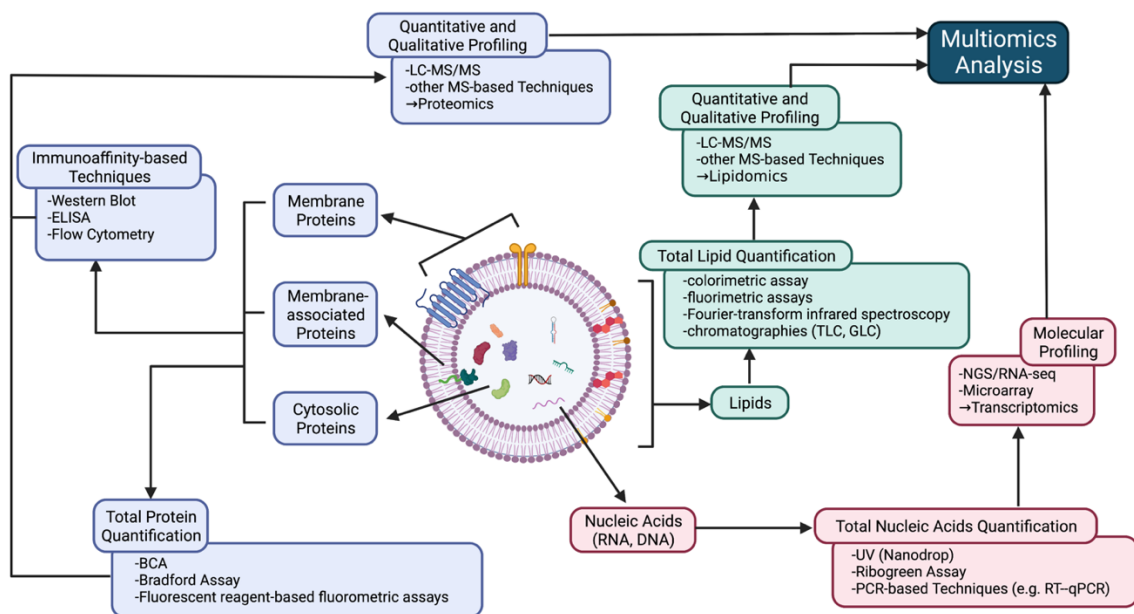 Quantitative and
Qualitative Profiling
-LC-MS/MS
-other MS-based Techniques
→Proteomics
Multiomics
Analysis
Quantitative and
Qualitative Profiling
-LC-MS/MS
-other MS-based Techniques
→Lipidomics
Immunoaffinity-based
Techniques
-Western Blot
-ELISA
-Flow Cytometry
Membrane
Proteins
Membrane-
associated
Proteins
Cytosolic
Proteins
Total Lipid Quantification
-colorimetric assay
-fluorimetric assays
-Fourier-transform infrared spectroscopy
-chromatographies (TLC, GLC)
Lipids
Molecular
Profiling
-NGS/RNA-seq
-Microarray
→Transcriptomics
Total Protein
Quantification
-BCA
-Bradford Assay
-Fluorescent reagent-based fluorometric assays
Nucleic Acids
(RNA, DNA)
Total Nucleic Acids Quantification
-UV (Nanodrop)
-Ribogreen Assay
-PCR-based Techniques (e.g. RT--qPCR)